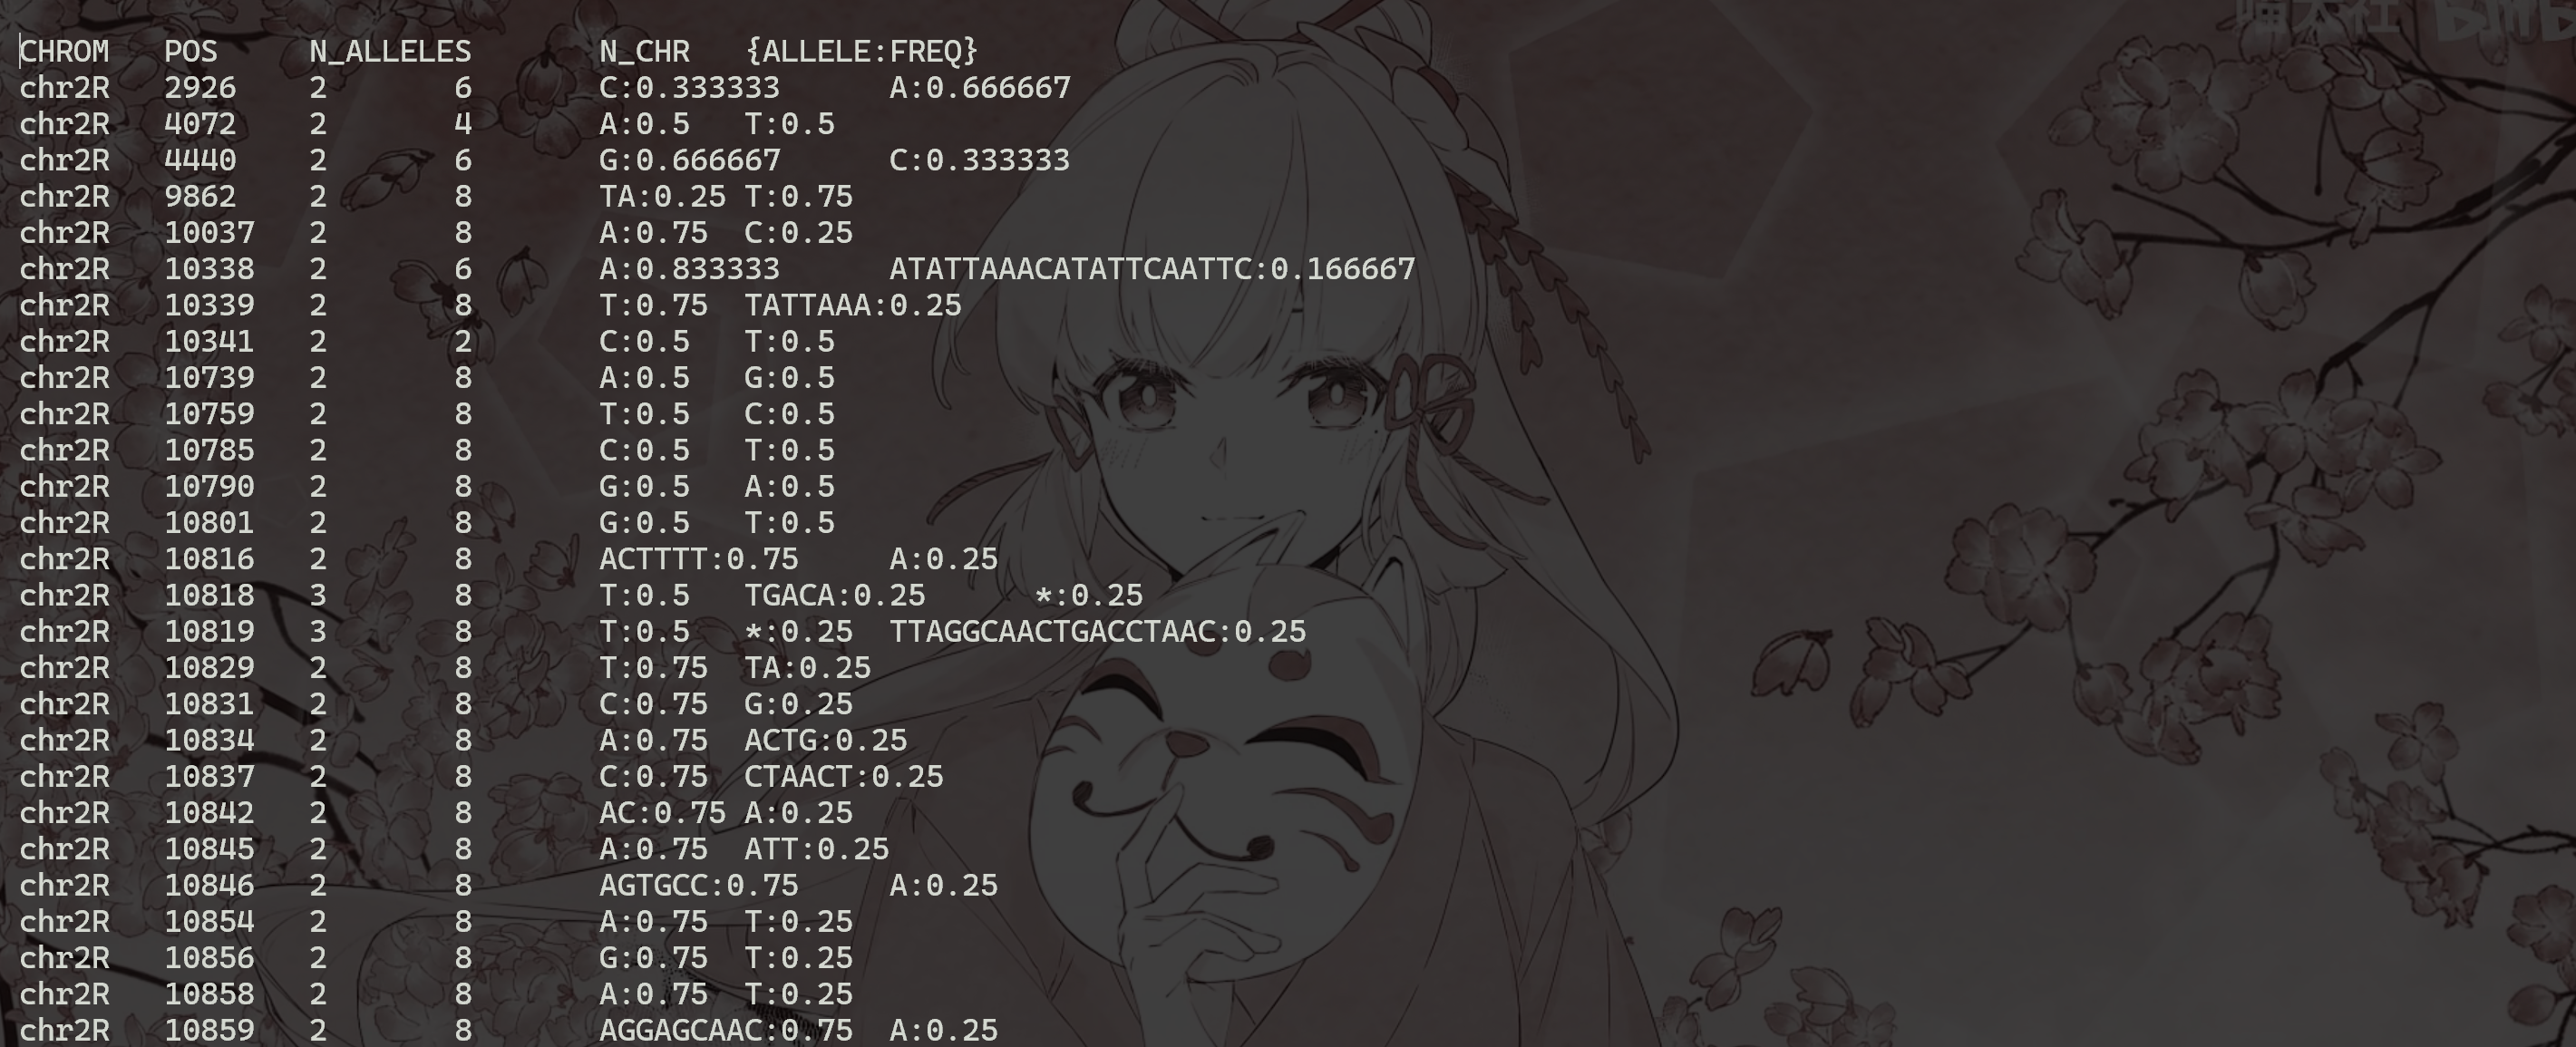 CHROM POS N_ALLELES N_CHR {ALLELE:FREQ}
chr2R 2926 2 6 C:0.333333 A:0.666667
chr2R 4072 2 4 A:0.5 T:0.5
chr2R 4440 2 6 G:0.666667 C:0.333333
chr2R 9862 2 8 TA:0.25 T:0.75
chr2R 10037 2 8 A:0.75 C:0.25
chr2R 10338 2 6 A:0.833333 ATATTAAACATATTCAATTC:0.166667
chr2R 10339 2 8 T:0.75 TATTAAA:0.25
chr2R 10341 2 2 C:0.5 T:0.5
chr2R 10739 2 8 A:0.5 G:0.5
chr2R 10759 2 8 T:0.5 C:0.5
chr2R 10785 2 8 C:0.5 T:0.5
chr2R 10790 2 8 G:0.5 A:0.5
chr2R 10801 2 8 G:0.5 T:0.5
chr2R 10816 2 8 ACTTTT:0.75 A:0.25
chr2R 10818 3 8 T:0.5 TGACA:0.25 *:0.25
chr2R 10819 3 8 T:0.5 *:0.25 TTAGGCAACTGACCTAAC:0.25
chr2R 10829 2 8 T:0.75 TA:0.25
chr2R 10831 2 8 C:0.75 G:0.25
chr2R 10834 2 8 A:0.75 ACTG:0.25
chr2R 10837 2 8 C:0.75 CTAACT:0.25
chr2R 10842 2 8 AC:0.75 A:0.25
chr2R 10845 2 8 A:0.75 ATT:0.25
chr2R 10846 2 8 AGTGCC:0.75 A:0.25
chr2R 10854 2 8 A:0.75 T:0.25
chr2R 10856 2 8 G:0.75 T:0.25
chr2R 10858 2 8 A:0.75 T:0.25
chr2R 10859 2 8 AGGAGCAAC:0.75 A:0.25